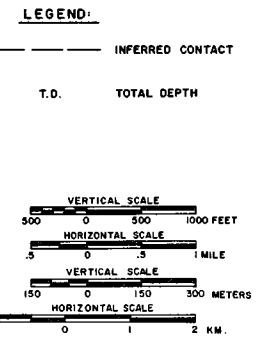 LEGEND:
INFERRED CONTACT
T.D. TOTAL DEPTH
VERTICAL SCALE
500 0 500 1000 FEET
HORIZONTAL SCALE
.5 0 .5 1 MILE
VERTICAL SCALE
150 0 150 300 METERS
HORIZONTAL SCALE
0 1 2 KM.